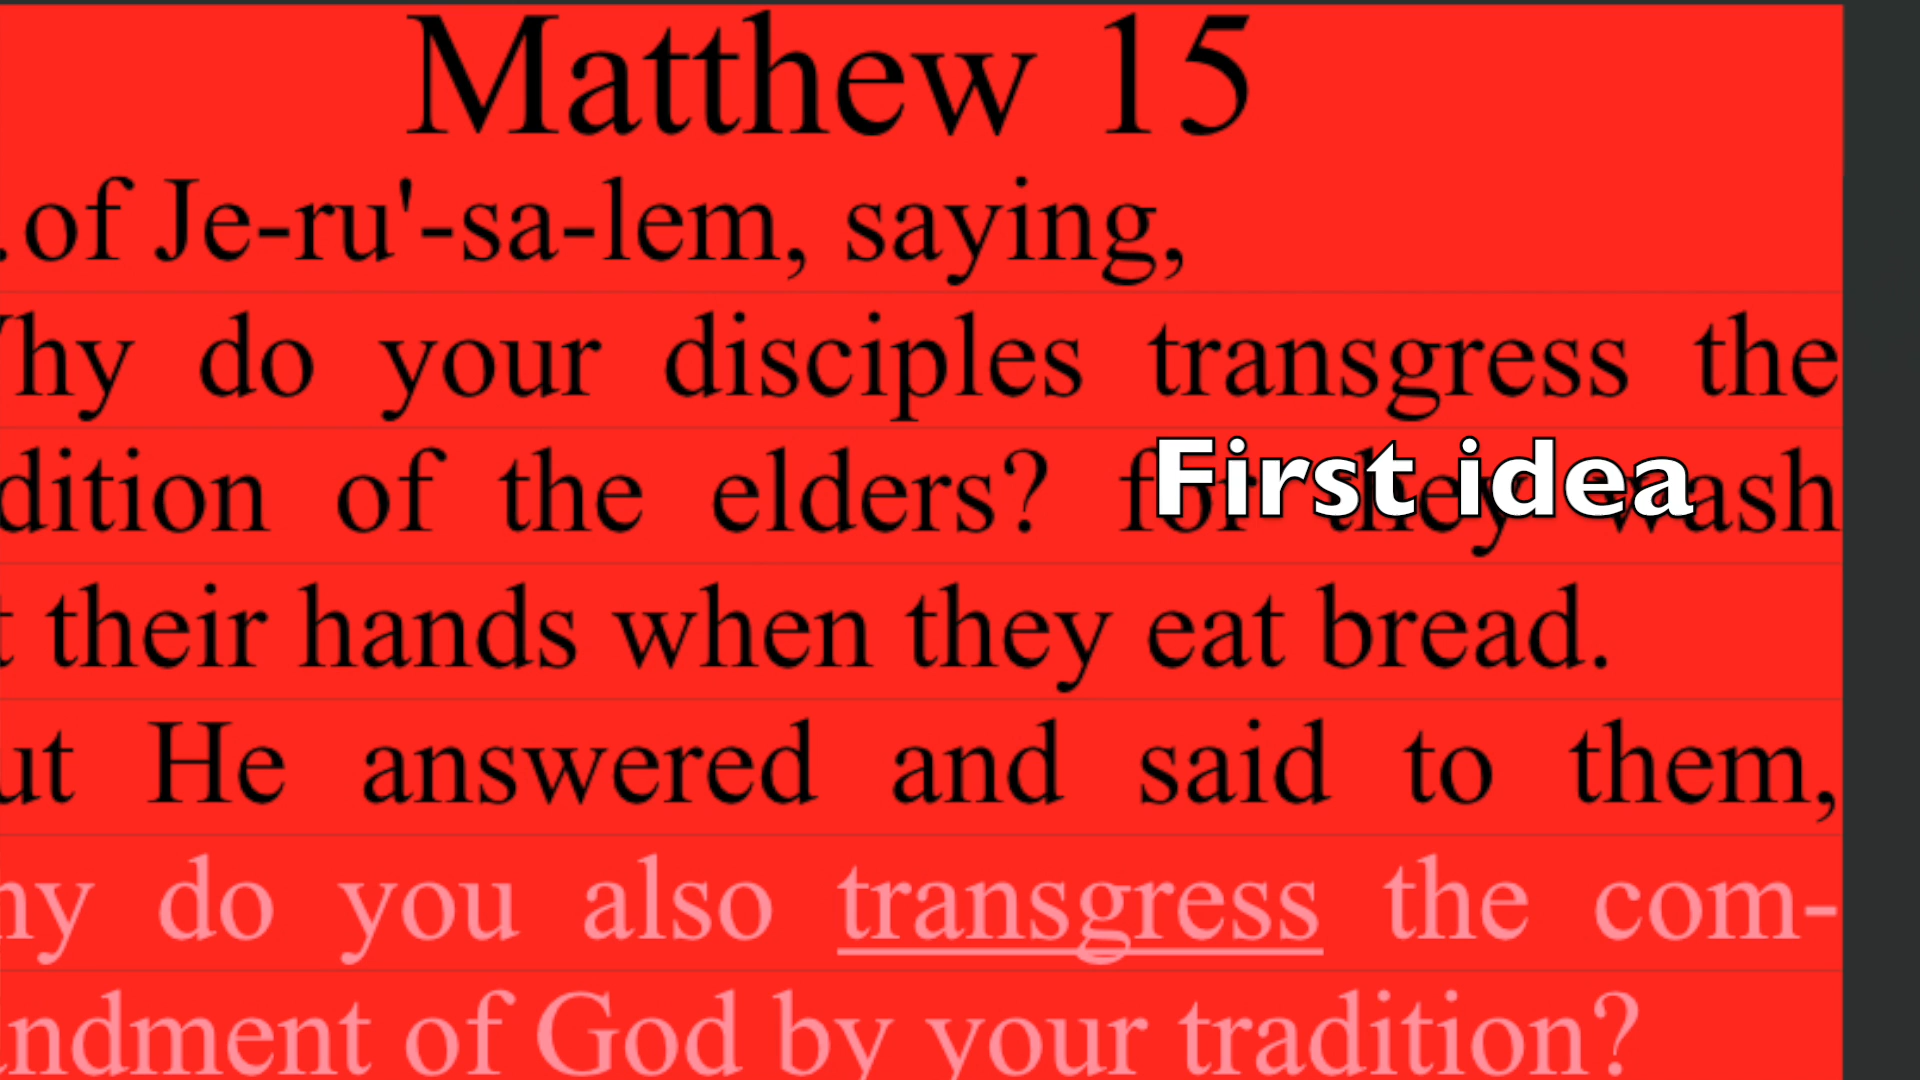 Matthew 15
.of Je-ru'-sa-lem, saying,
hy do your disciples transgress the
dition of the elders? for they wash
First idea
t their hands when they eat bread.
ut He answered and said to them,
hy do you also transgress the com-
ndment of God by your tradition?